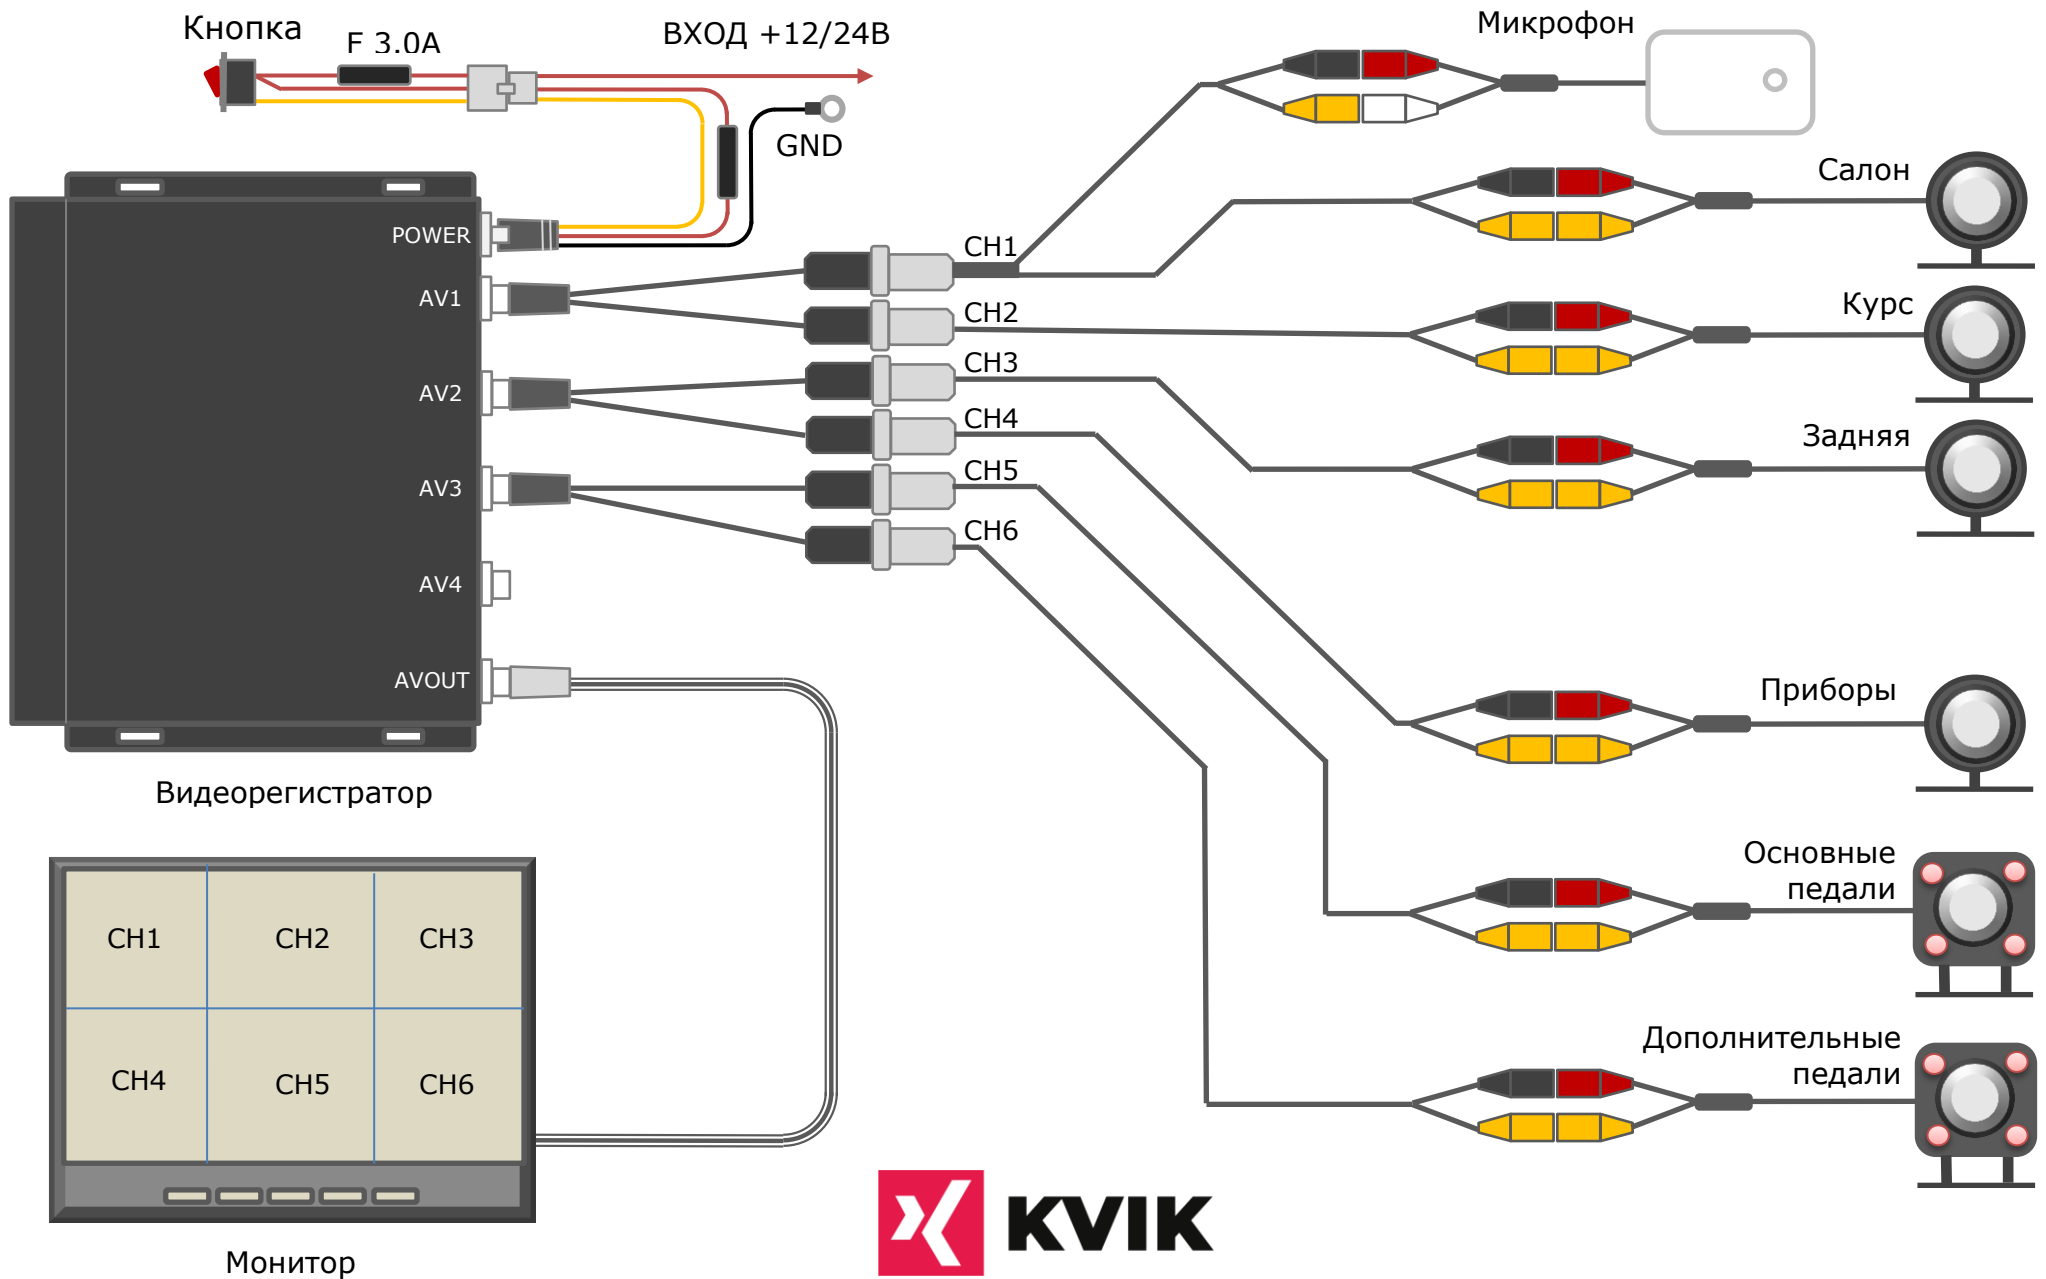 Кнопка
F 3.0A
ВХОД +12/24В
GND
Микрофон
Салон
Курс
Задняя
Приборы
Основные
педали
Дополнительные
педали
POWER
AV1
AV2
AV3
AV4
AVOUT
CH1
CH2
CH3
CH4
CH5
CH6
Видеорегистратор
CH1
CH2
CH3
CH4
CH5
CH6
Монитор
KVIK